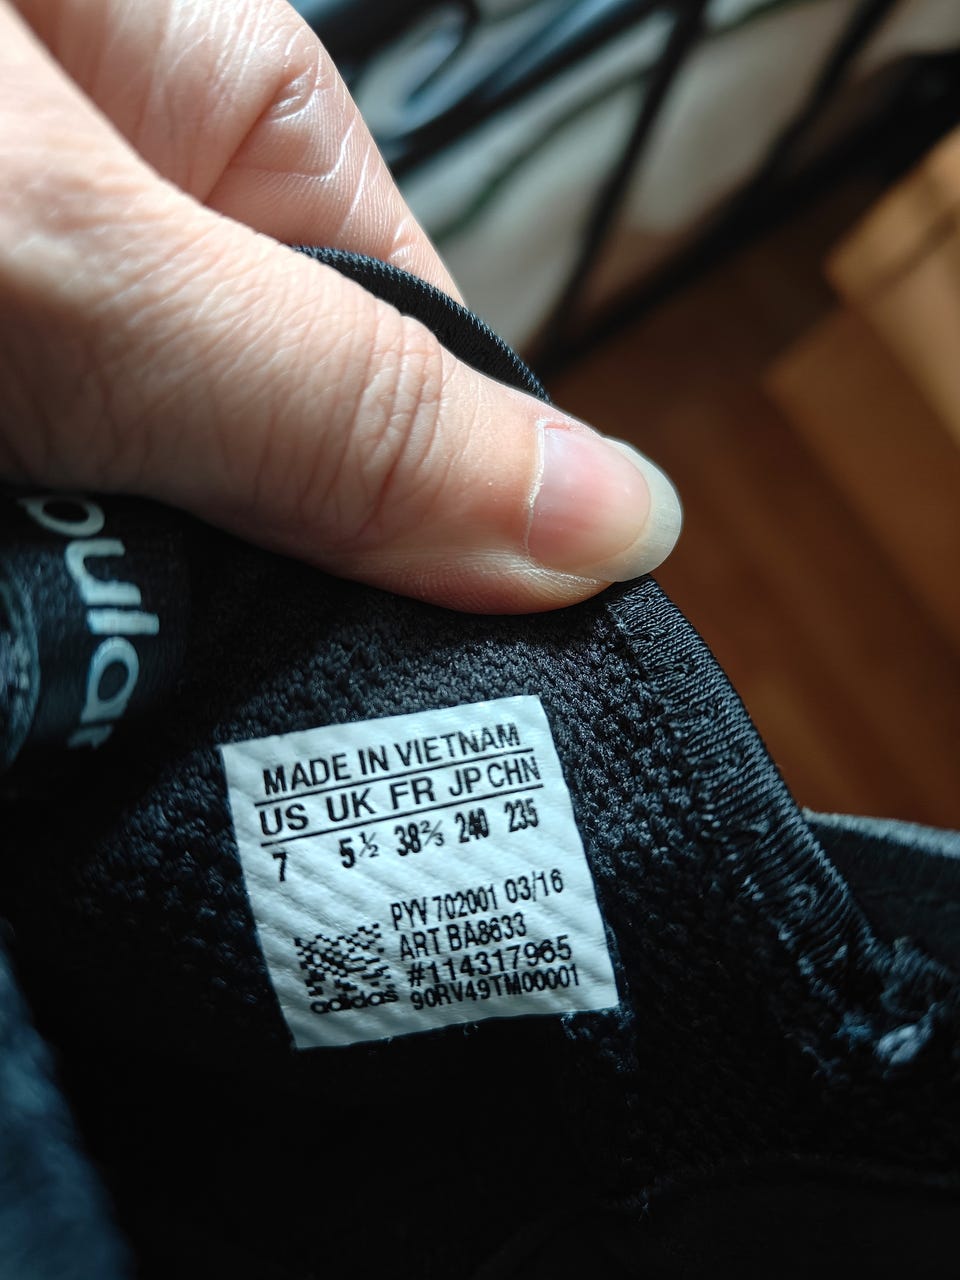 pular
MADE IN VIETNAM
US UK FR JP CHN
7 5½ 38⅔ 240 235
PYV 702001 03/16
ART BA8633
#114317965
90RV49TM00001
adidas